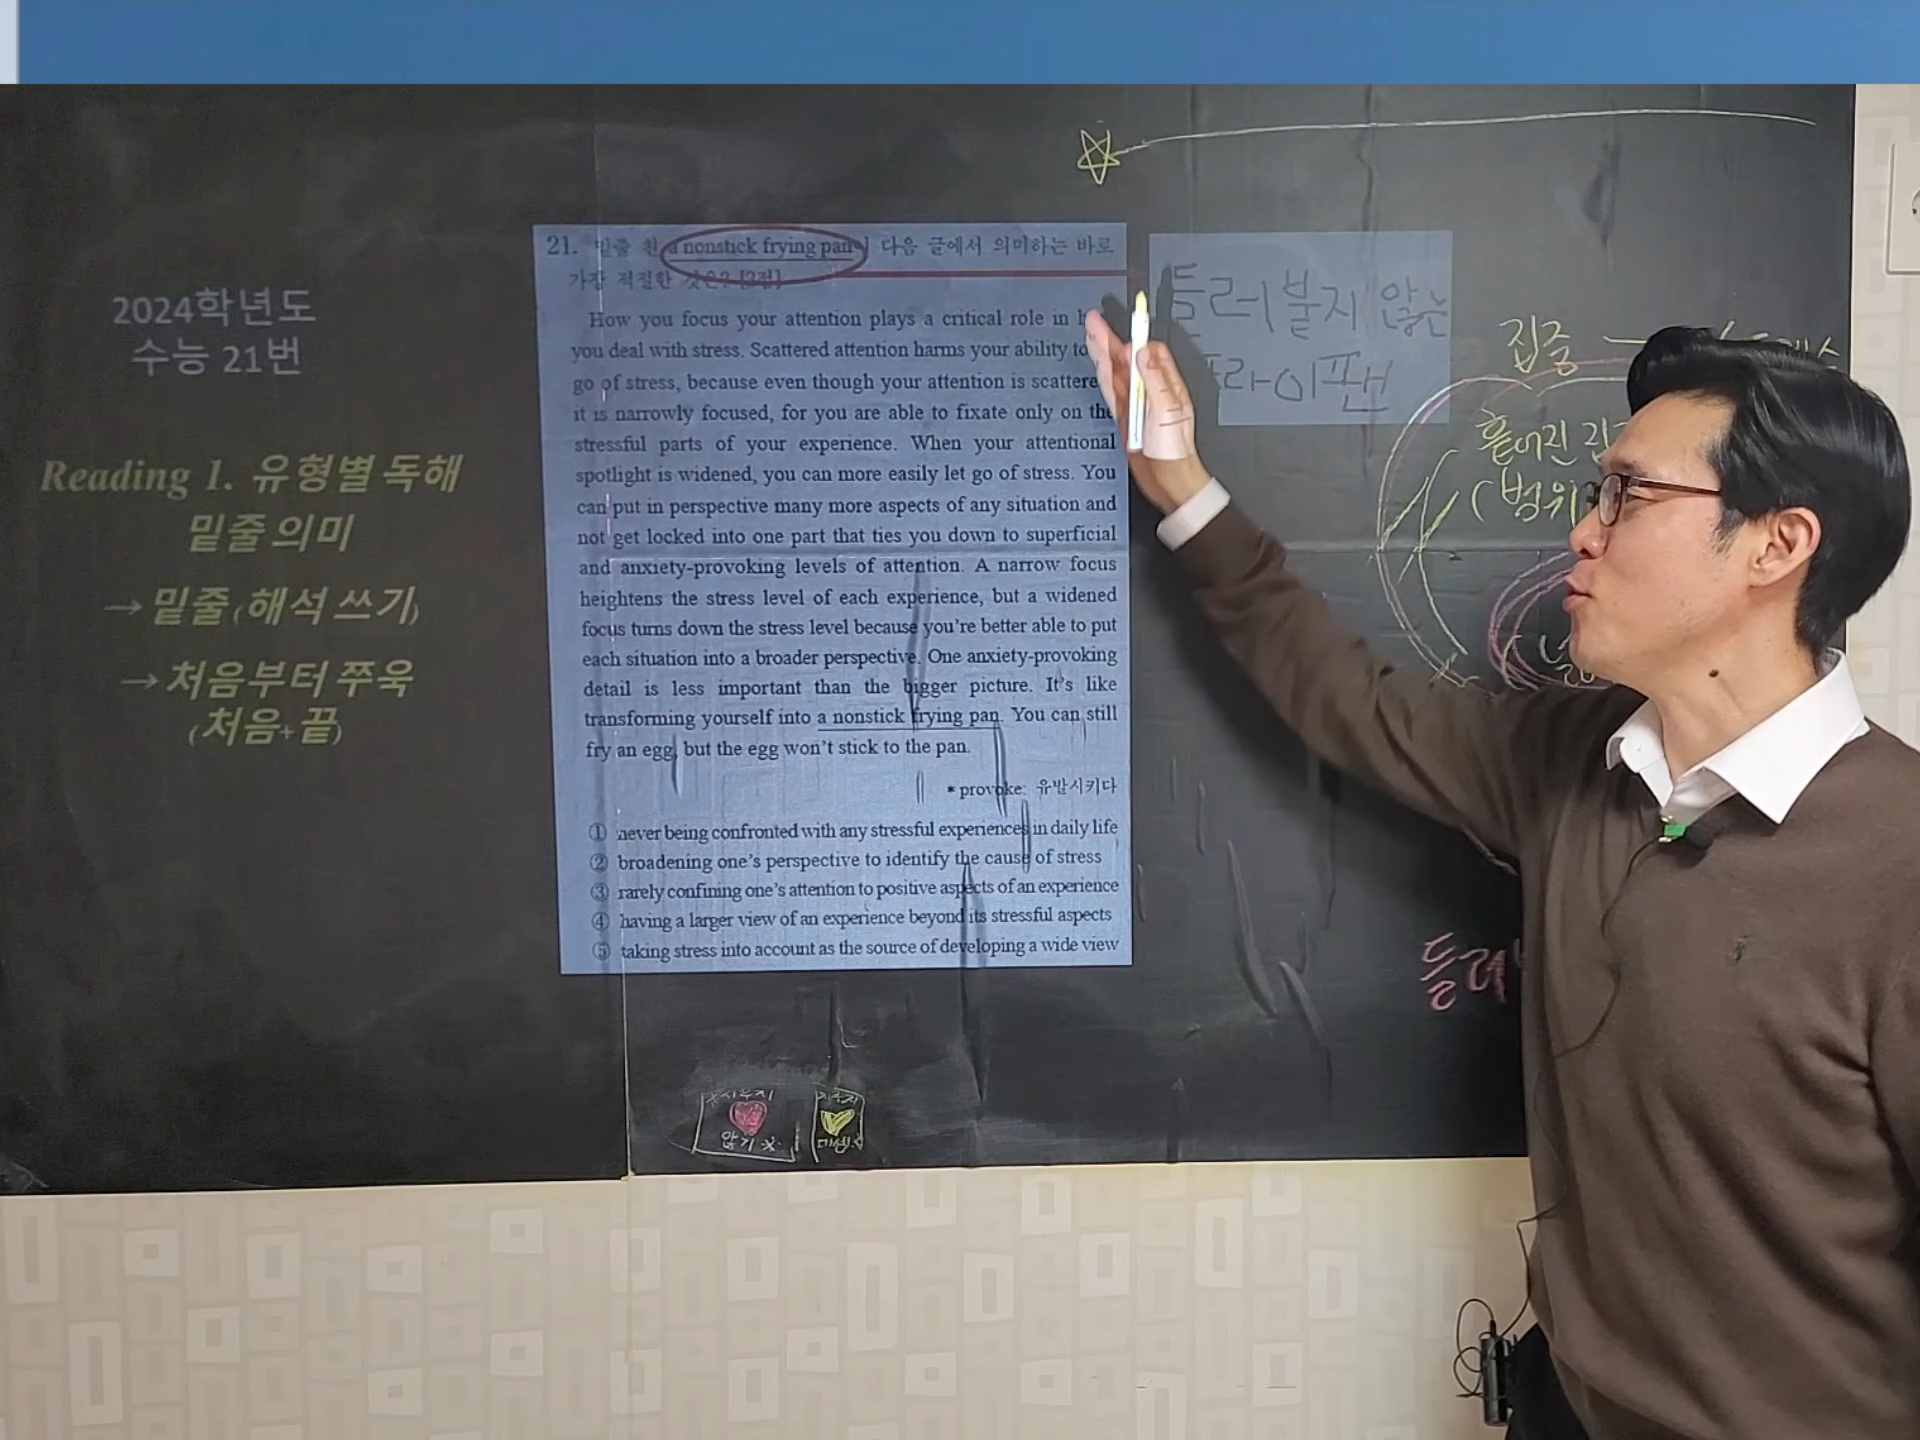 2024학년도
수능 21번
Reading 1. 유형별 독해
밑줄 의미
→ 밑줄 (해석 쓰기)
→ 처음부터 쭈욱
(처음+끝)
21. 밑줄 친 a nonstick frying pan 다음 글에서 의미하는 바로
가장 적절한 것은? [3점]
How you focus your attention plays a critical role in
you deal with stress. Scattered attention harms your ability to
go of stress, because even though your attention is scattere
it is narrowly focused, for you are able to fixate only on the
stressful parts of your experience. When your attentional
spotlight is widened, you can more easily let go of stress. You
can put in perspective many more aspects of any situation and
not get locked into one part that ties you down to superficial
and anxiety-provoking levels of attention. A narrow focus
heightens the stress level of each experience, but a widened
focus turns down the stress level because you're better able to put
each situation into a broader perspective. One anxiety-provoking
detail is less important than the bigger picture. It's like
transforming yourself into a nonstick frying pan. You can still
fry an egg, but the egg won't stick to the pan.
* provoke: 유발시키다
① never being confronted with any stressful experiences in daily life
② broadening one's perspective to identify the cause of stress
③ rarely confining one's attention to positive aspects of an experience
④ having a larger view of an experience beyond its stressful aspects
⑤ taking stress into account as the source of developing a wide view
들러붙지 않는
프라이팬
집중
흩어진
(범위
들러
않기